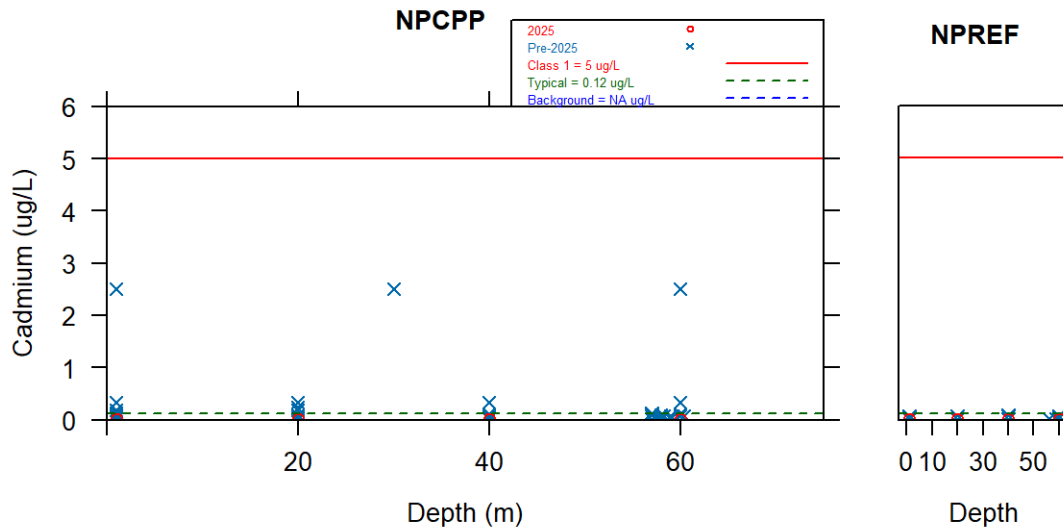 NPCPP
NPREF
2025
Pre-2025
Class 1 = 5 ug/L
Typical = 0.12 ug/L
Background = NA ug/L
Cadmium (ug/L)
6
5
4
3
2
1
0
20 40 60
0 10 30 50
Depth (m)
Depth